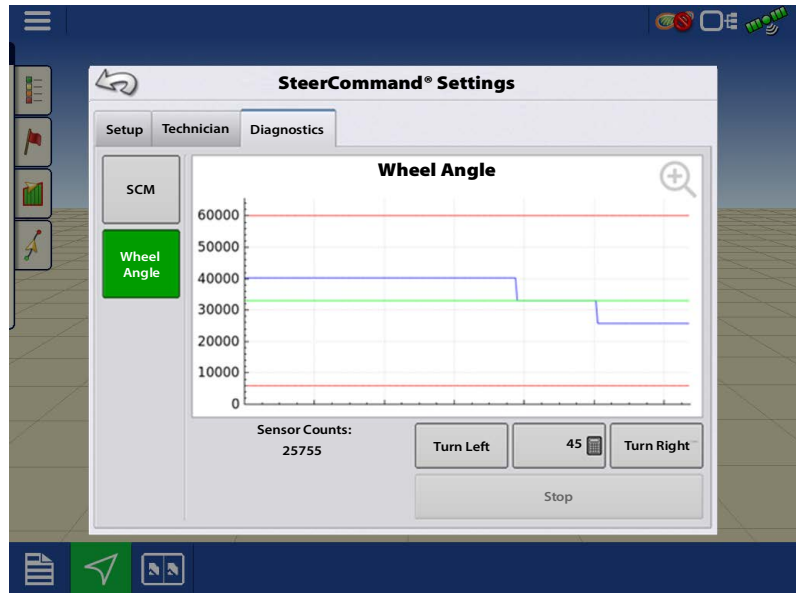 SteerCommand® Settings
Setup
Technician
Diagnostics
SCM
Wheel
Angle
Wheel Angle
60000
50000
40000
30000
20000
10000
0
Sensor Counts:
25755
Turn Left
45
Turn Right
Stop